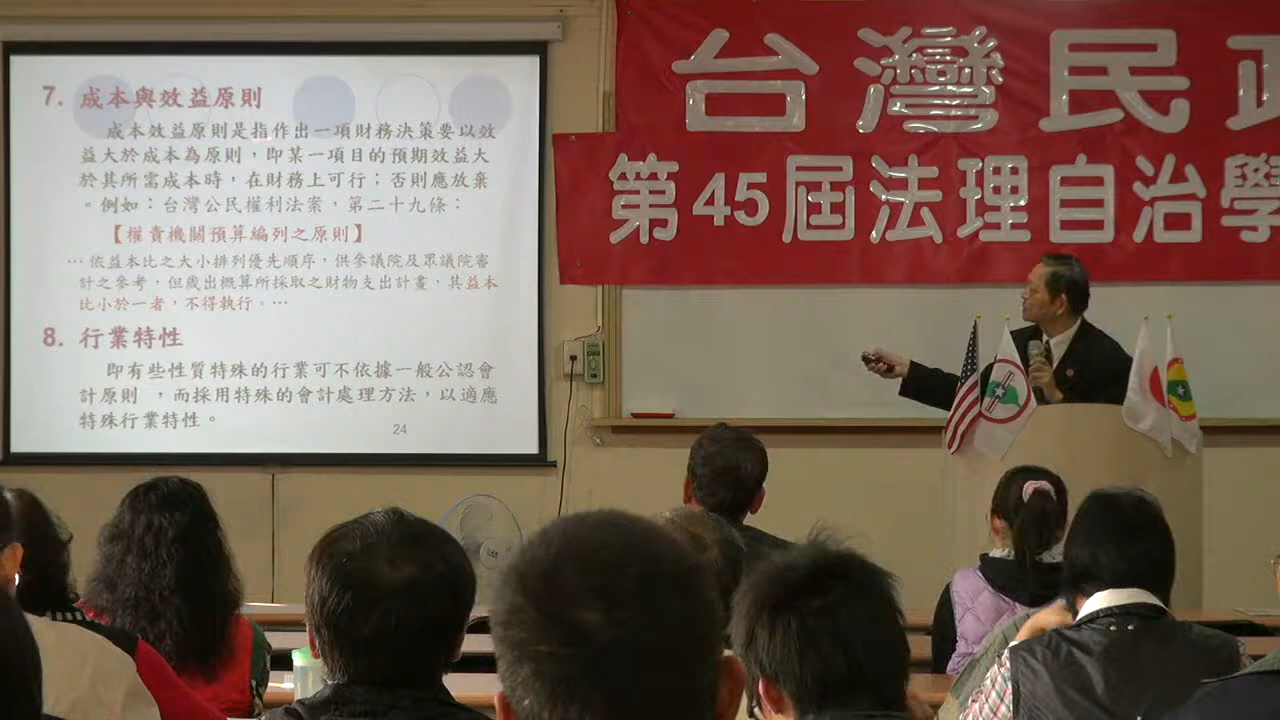 7. 成本與效益原則
成本效益原則是指作出一項財務決策要以效
益大於成本為原則，即某一項目的預期效益大
於其所需成本時，在財務上可行；否則應放棄
。例如：台灣公民權利法案，第二十九條：
【權責機關預算編列之原則】
…依益本比之大小排列優先順序，供參議院及眾議院審
計之參考，但歲出概算所採取之財物支出計畫，其益本
比小於一者，不得執行。…
8. 行業特性
即有些性質特殊的行業可不依據一般公認會
計原則 ，而採用特殊的會計處理方法，以適應
特殊行業特性。
24
台灣民政
第45屆法理自治學